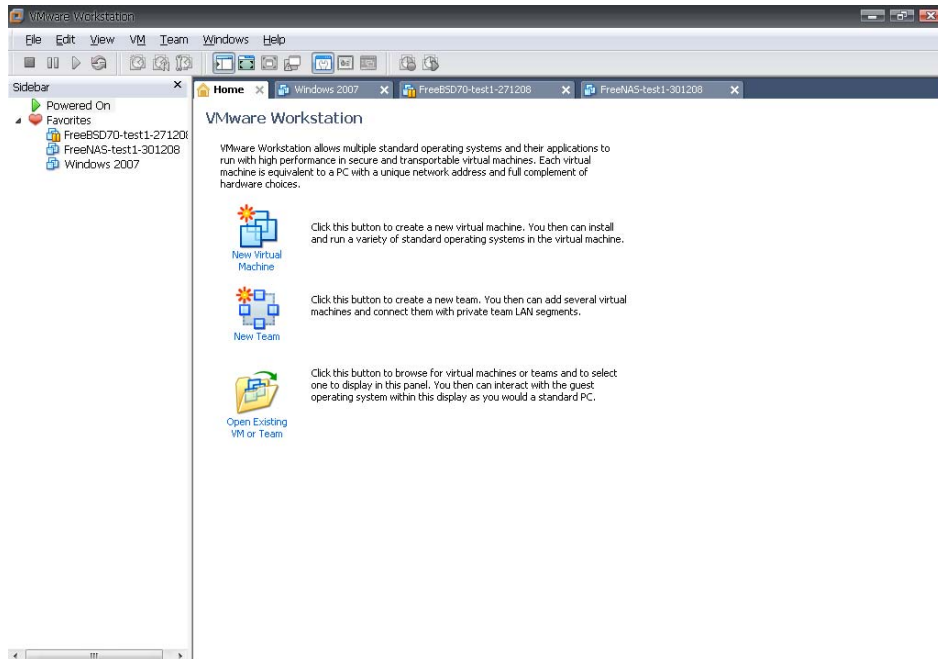 VMware Workstation
File Edit View VM Team Windows Help
Sidebar
Powered On
Favorites
FreeBSD70-test1-27120
FreeNAS-test1-301208
Windows 2007
Home
Windows 2007
FreeBSD70-test1-271208
FreeNAS-test1-301208
VMware Workstation
VMware Workstation allows multiple standard operating systems and their applications to
run with high performance in secure and transportable virtual machines. Each virtual
machine is equivalent to a PC with a unique network address and full complement of
hardware choices.
New Virtual
Machine
Click this button to create a new virtual machine. You then can install
and run a variety of standard operating systems in the virtual machine.
New Team
Click this button to create a new team. You then can add several virtual
machines and connect them with private team LAN segments.
Open Existing
VM or Team
Click this button to browse for virtual machines or teams and to select
one to display in this panel. You then can interact with the guest
operating system within this display as you would a standard PC.